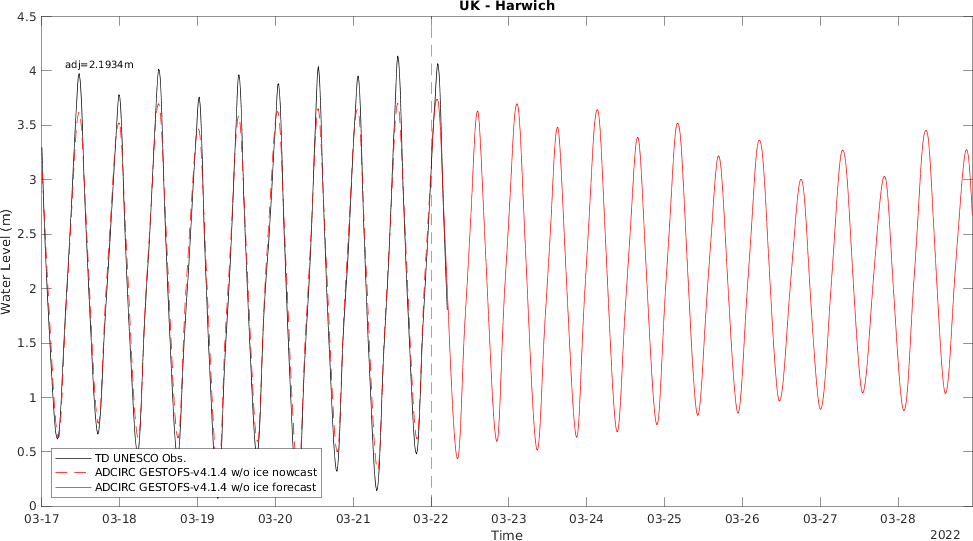 UK - Harwich
4.5
4
3.5
3
2.5
2
1.5
1
0.5
0
Water Level (m)
adj=2.1934m
TD UNESCO Obs.
ADCIRC GESTOFS-v4.1.4 w/o ice nowcast
ADCIRC GESTOFS-v4.1.4 w/o ice forecast
03-17 03-18 03-19 03-20 03-21 03-22 03-23 03-24 03-25 03-26 03-27 03-28
Time
2022